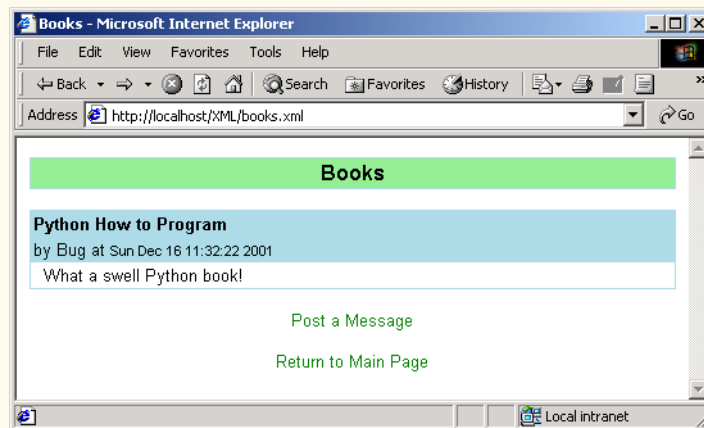 Books - Microsoft Internet Explorer
File Edit View Favorites Tools Help
Back Search Favorites History »
Address http://localhost/XML/books.xml Go
Books
Python How to Program
by Bug at Sun Dec 16 11:32:22 2001
What a swell Python book!
Post a Message
Return to Main Page
Local intranet